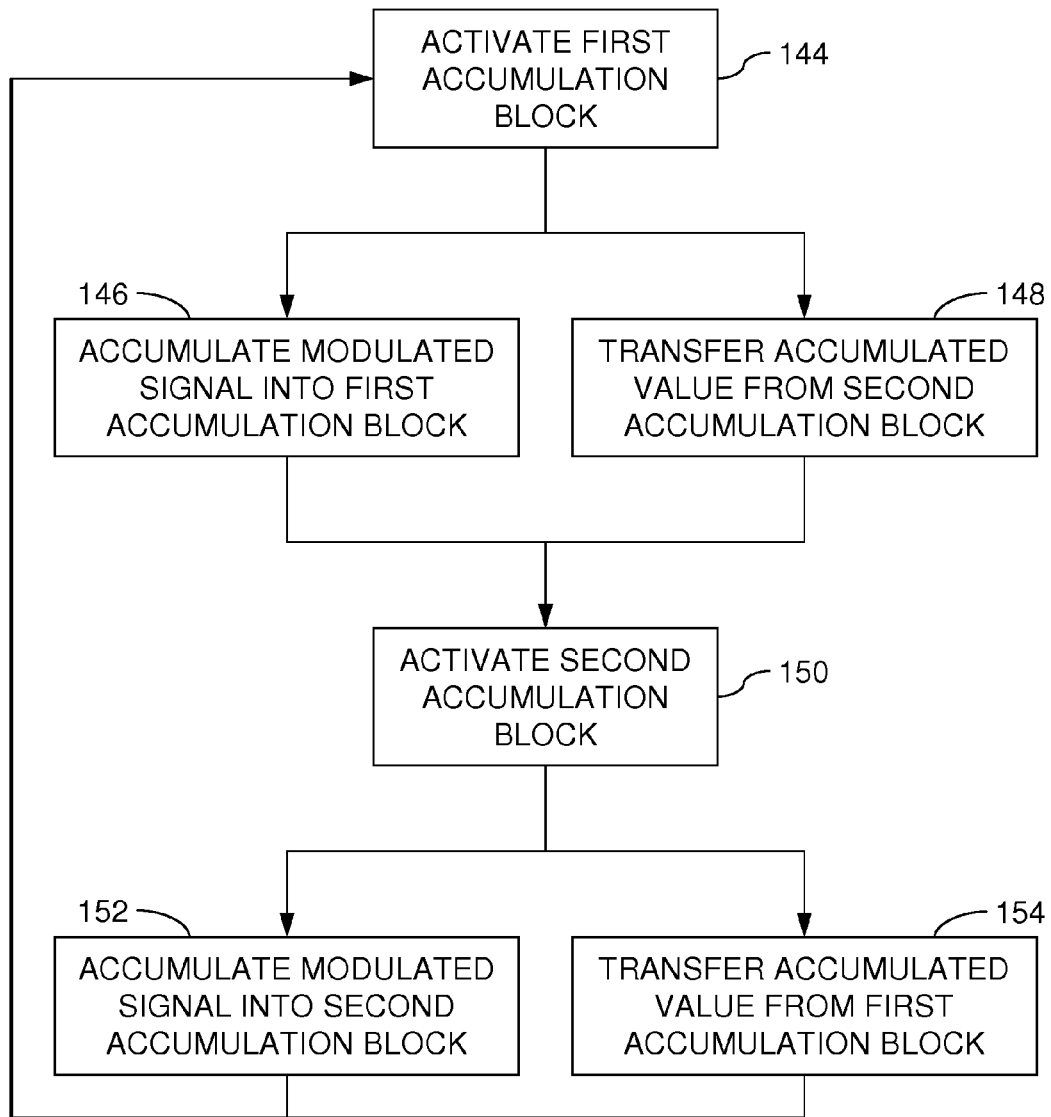 ACTIVATE FIRST
ACCUMULATION
BLOCK
144
146
148
ACCUMULATE MODULATED
SIGNAL INTO FIRST
ACCUMULATION BLOCK
TRANSFER ACCUMULATED
VALUE FROM SECOND
ACCUMULATION BLOCK
ACTIVATE SECOND
ACCUMULATION
BLOCK
150
152
154
ACCUMULATE MODULATED
SIGNAL INTO SECOND
ACCUMULATION BLOCK
TRANSFER ACCUMULATED
VALUE FROM FIRST
ACCUMULATION BLOCK